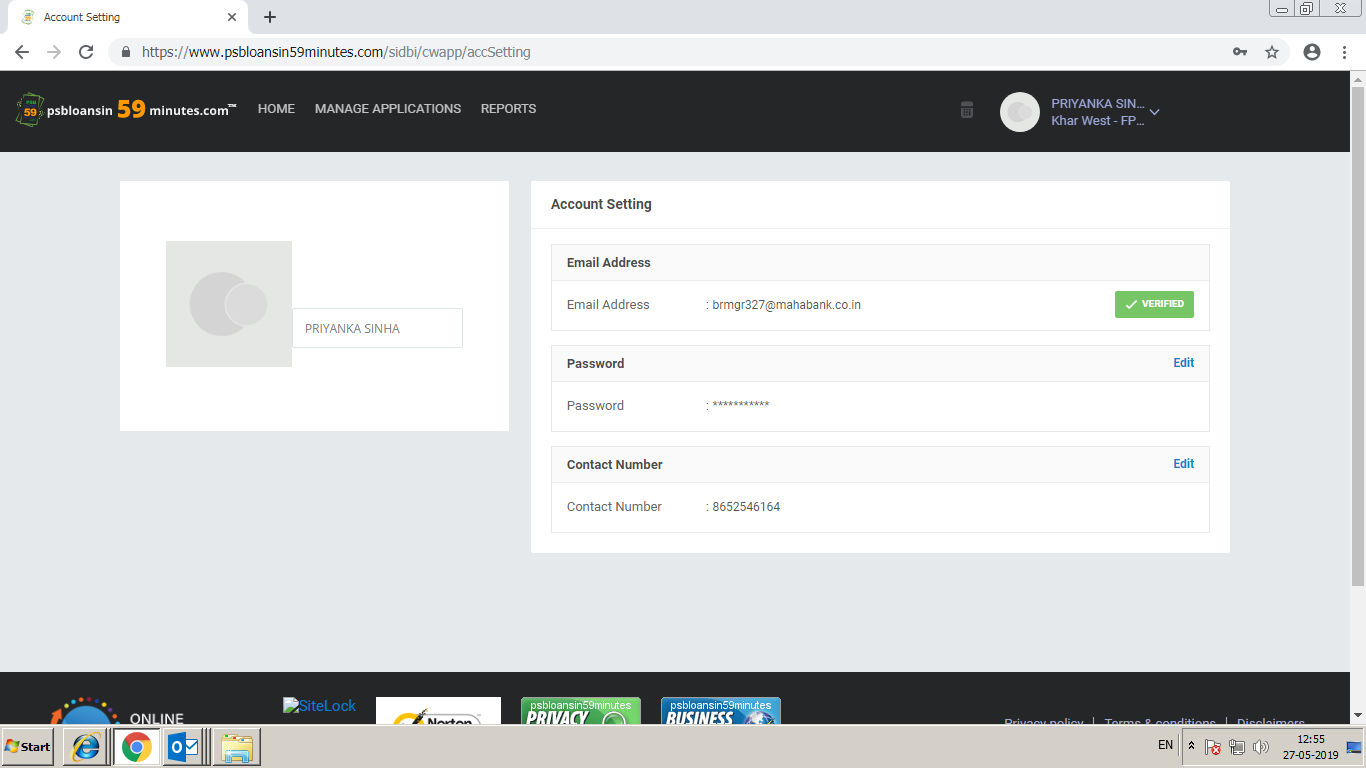 Account Setting
https://www.psbloansin59minutes.com/sidbi/cwapp/accSetting
59
psbloansin 59 minutes.com™
HOME
MANAGE APPLICATIONS
REPORTS
PRIYANKA SIN...
Khar West - FP...
PRIYANKA SINHA
Account Setting
Email Address
Email Address : brmgr327@mahabank.co.in
VERIFIED
Password Edit
Password : ***********
Contact Number Edit
Contact Number : 8652546164
ONLINE
SiteLock
Norton
psbloansin59minutes
PRIVACY
psbloansin59minutes
BUSINESS
Privacy policy | Terms & conditions | Disclaimers
Start
EN
12:55
27-05-2019